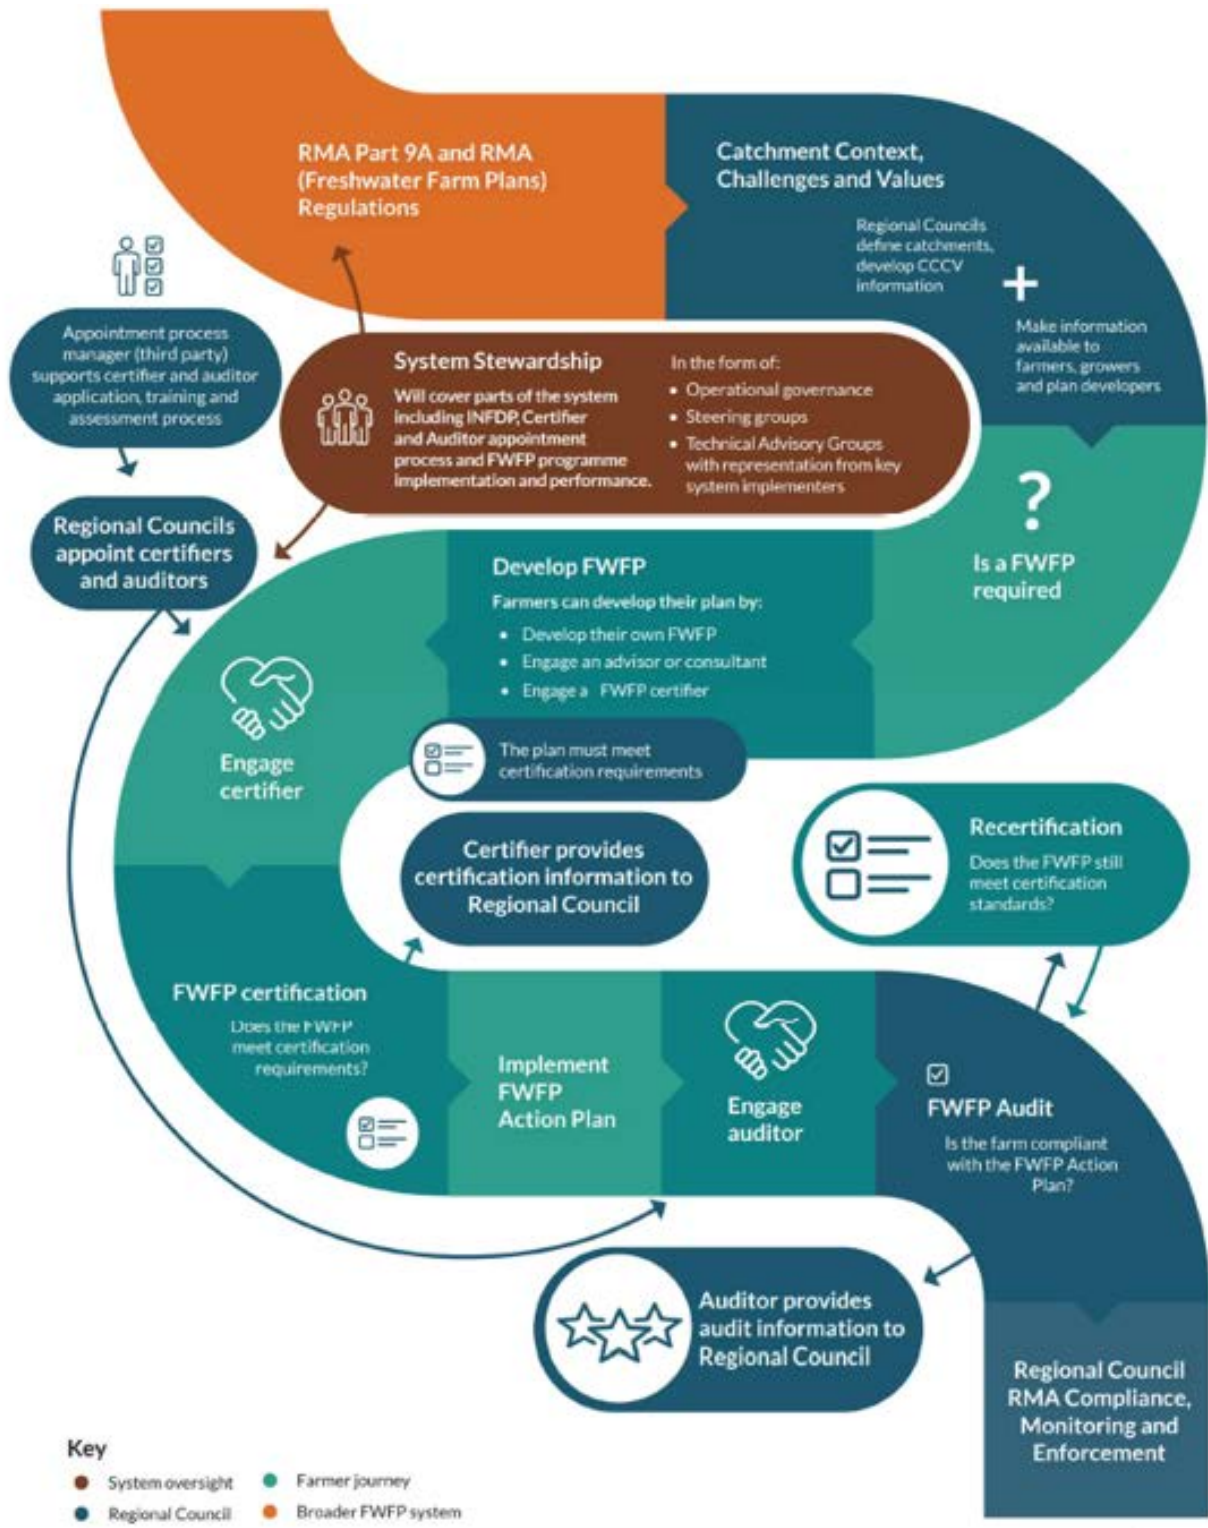 RMA Part 9A and RMA
(Freshwater Farm Plans)
Regulations
Catchment Context,
Challenges and Values
Regional Councils
define catchments,
develop CCCV
information
+
Make information
available to
farmers, growers
and plan developers
Appointment process
manager (third party)
supports certifier and auditor
application, training and
assessment process
System Stewardship
Will cover parts of the system
including INFDP, Certifier
and Auditor appointment
process and FWFP programme
implementation and performance.
In the form of:
• Operational governance
• Steering groups
• Technical Advisory Groups
with representation from key
system implementers
Regional Councils
appoint certifiers
and auditors
?
Is a FWFP
required
Develop FWFP
Farmers can develop their plan by:
• Develop their own FWFP
• Engage an advisor or consultant
• Engage a FWFP certifier
The plan must meet
certification requirements
Engage
certifier
Certifier provides
certification information to
Regional Council
Recertification
Does the FWFP still
meet certification
standards?
FWFP certification
Does the FWFP
meet certification
requirements?
Implement
FWFP
Action Plan
Engage
auditor
FWFP Audit
Is the farm compliant
with the FWFP Action
Plan?
Auditor provides
audit information to
Regional Council
Regional Council
RMA Compliance,
Monitoring and
Enforcement
Key
System oversight
Farmer journey
Regional Council
Broader FWFP system